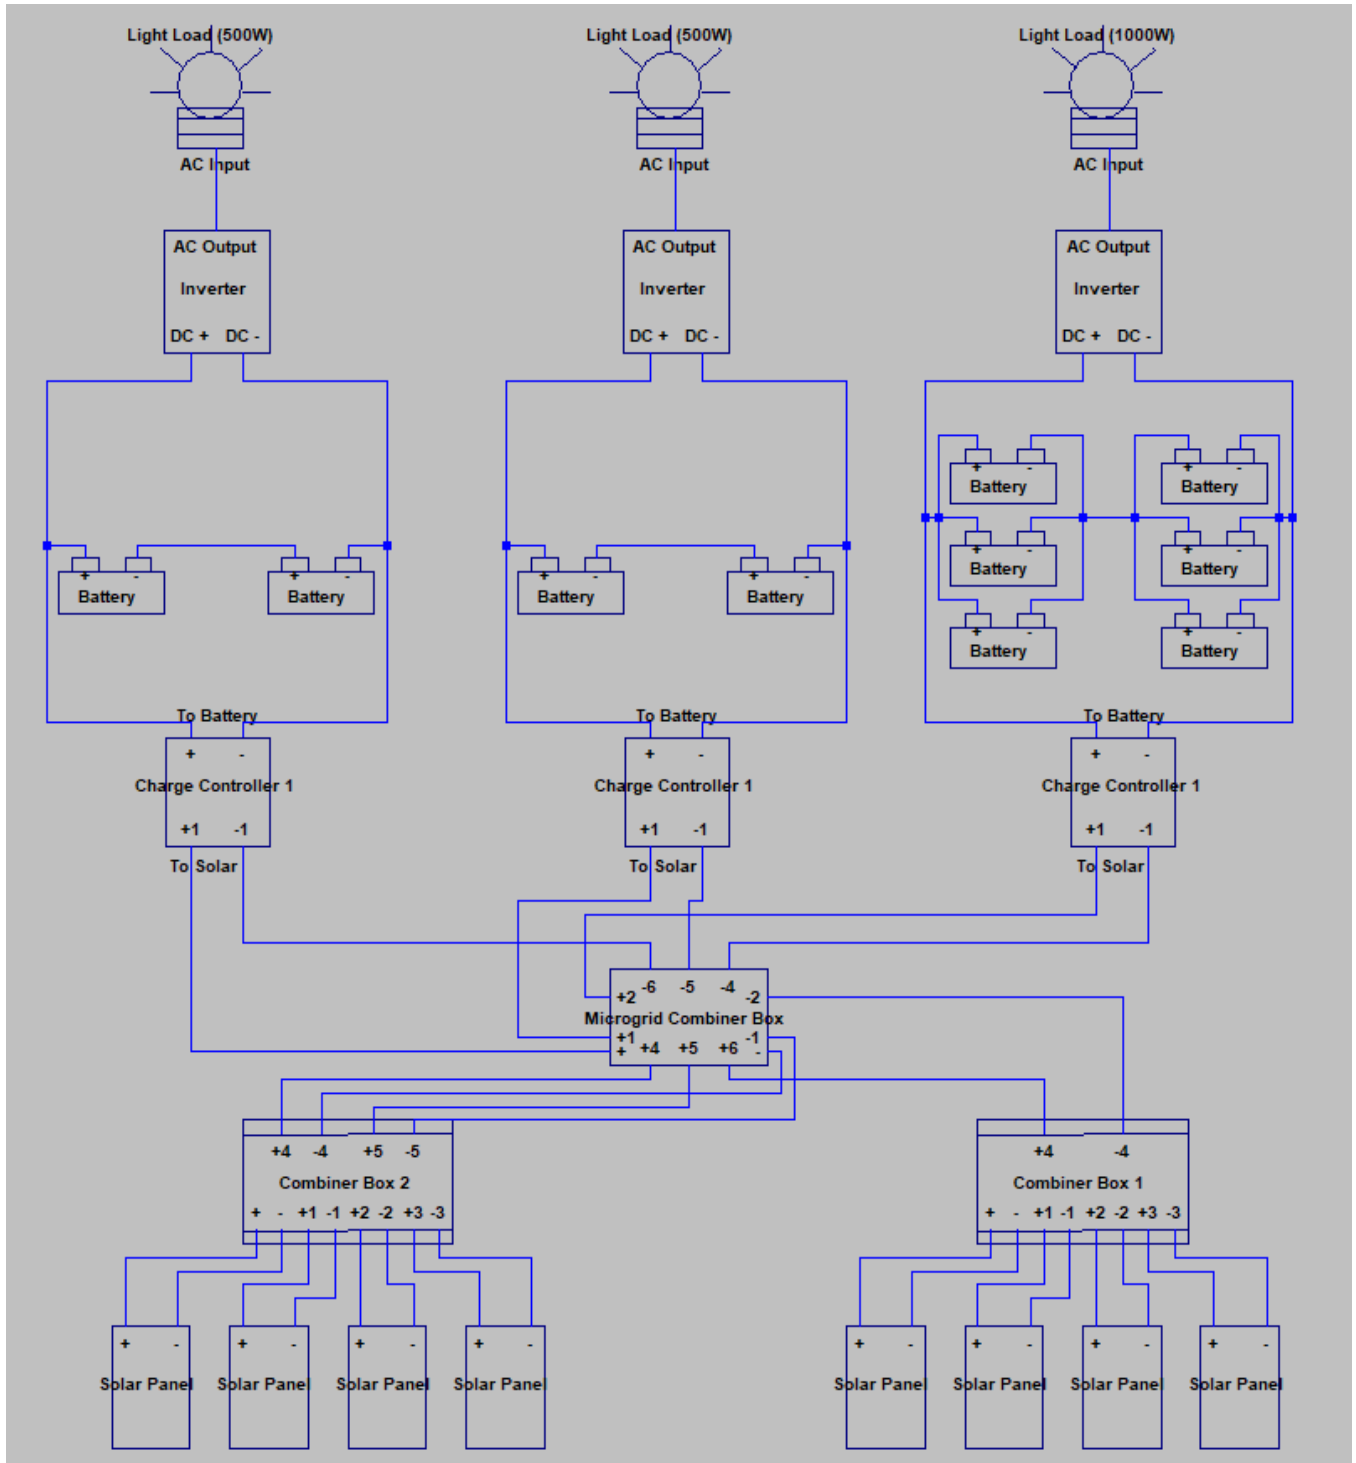 Light Load (500W)
Light Load (500W)
Light Load (1000W)
AC Input
AC Input
AC Input
AC Output
Inverter
DC + DC -
AC Output
Inverter
DC + DC -
AC Output
Inverter
DC + DC -
+ -
Battery
+ -
Battery
+ -
Battery
+ -
Battery
+ -
Battery
+ -
Battery
+ -
Battery
+ -
Battery
+ -
Battery
+ -
Battery
To Battery
+ -
Charge Controller 1
+1 -1
To Solar
To Battery
+ -
Charge Controller 1
+1 -1
To Solar
To Battery
+ -
Charge Controller 1
+1 -1
To Solar
-6 -5 -4
+2 -2
Microgrid Combiner Box
+1 -1
+ +4 +5 +6 -
+4 -4 +5 -5
Combiner Box 2
+ - +1 -1 +2 -2 +3 -3
+4 -4
Combiner Box 1
+ - +1 -1 +2 -2 +3 -3
+ -
Solar Panel
+ -
Solar Panel
+ -
Solar Panel
+ -
Solar Panel
+ -
Solar Panel
+ -
Solar Panel
+ -
Solar Panel
+ -
Solar Panel